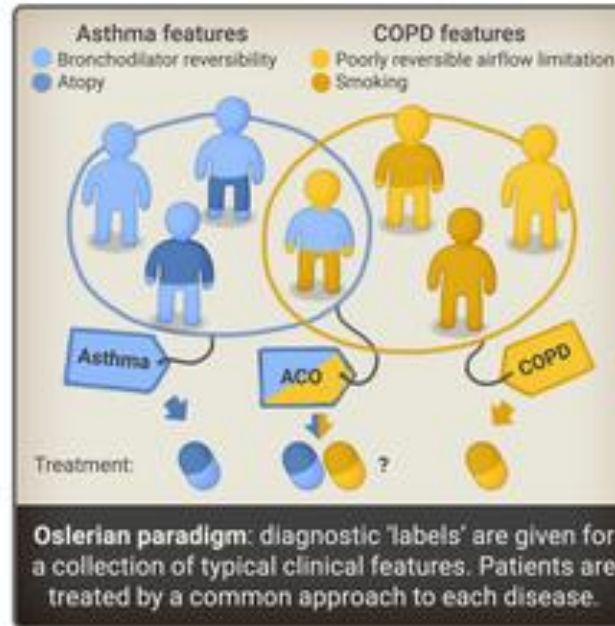 Asthma features
Bronchodilator reversibility
Atopy
COPD features
Poorly reversible airflow limitation
Smoking
Asthma
ACO
COPD
Treatment:
?
Oslerian paradigm: diagnostic 'labels' are given for
a collection of typical clinical features. Patients are
treated by a common approach to each disease.